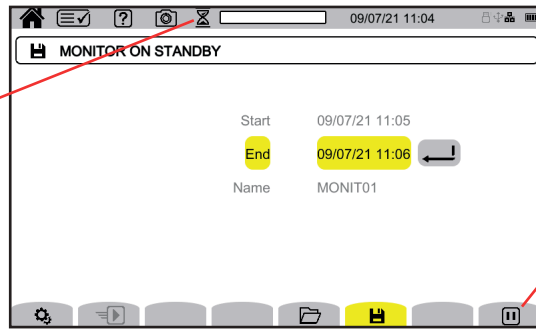 09/07/21 11:04
MONITOR ON STANDBY
Start 09/07/21 11:05
End 09/07/21 11:06
Name MONIT01